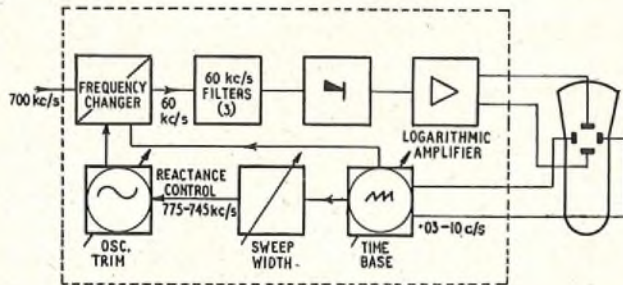 700 kc/s
FREQUENCY
CHANGER
60
kc/s
60 kc/s
FILTERS
(3)
LOGARITHMIC
AMPLIFIER
REACTANCE
CONTROL
775-745 kc/s
OSC.
TRIM
SWEEP
WIDTH
TIME
BASE
·03-10 c/s